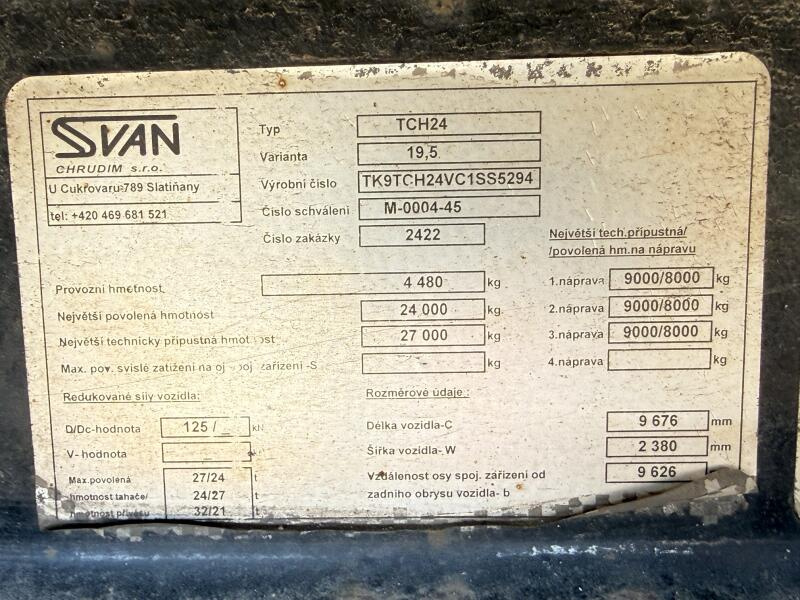 SVAN
CHRUDIM s.r.o.
U Cukrovaru 789 Slatiňany
tel: +420 469 681 521
Typ TCH24
Varianta 19,5
Výrobní číslo TK9TCH24VC1SS5294
Číslo schválení M-0004-45
Číslo zakázky 2422
Největší tech.přípustná/
/povolená hm.na nápravu
Provozní hmotnost 4 480 kg
1.náprava 9000/8000 kg
Největší povolená hmotnost 24 000 kg
2.náprava 9000/8000 kg
Největší technicky přípustná hmotnost 27 000 kg
3.náprava 9000/8000 kg
Max. pov. svislé zatížení na oj spoj zařízení -S kg
4.náprava kg
Redukované síly vozidla:
Rozměrové údaje :
D/Dc-hodnota 125 / kN
Délka vozidla-C 9 676 mm
V- hodnota kN
Šířka vozidla- W 2 380 mm
Max.povolená 27/24
hmotnost tahače/ 24/27 t
hmotnost přívěsu 32/21 t
Vzdálenost osy spoj. zařízení od 9 626
zadního obrysu vozidla- b